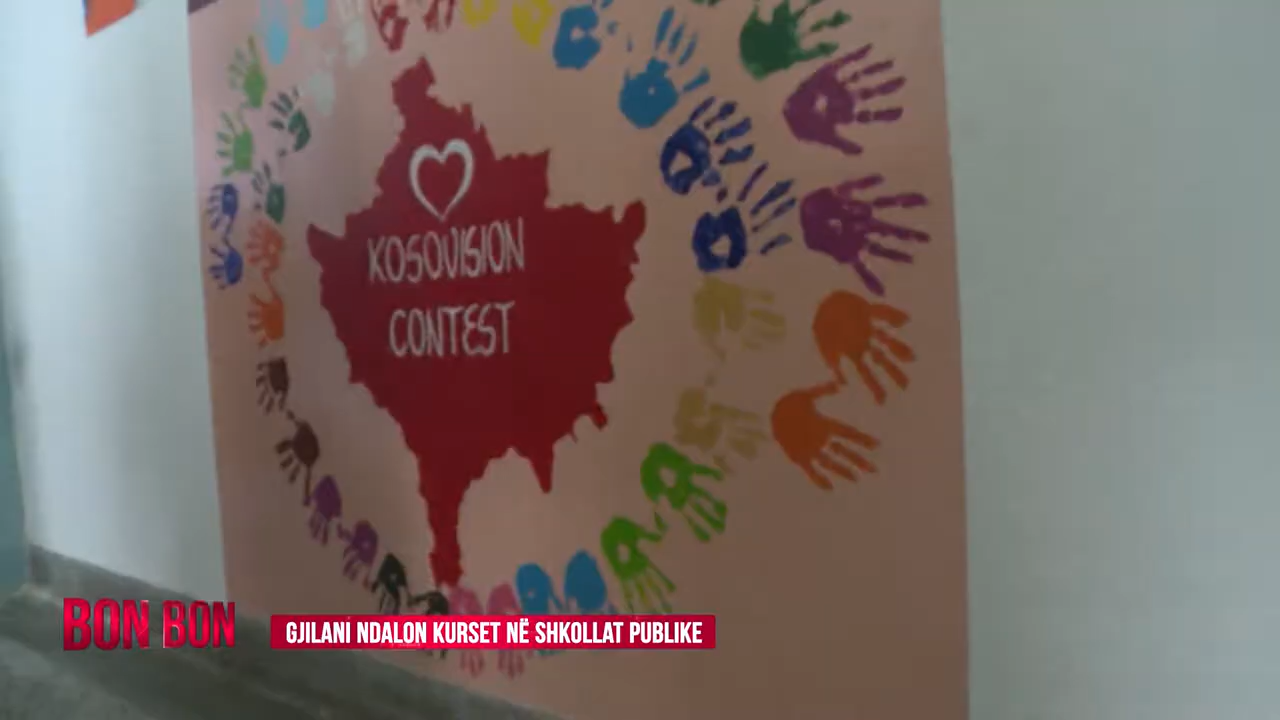 KOSOVISION
CONTEST
BON BON
GJILANI NDALON KURSET NË SHKOLLAT PUBLIKE